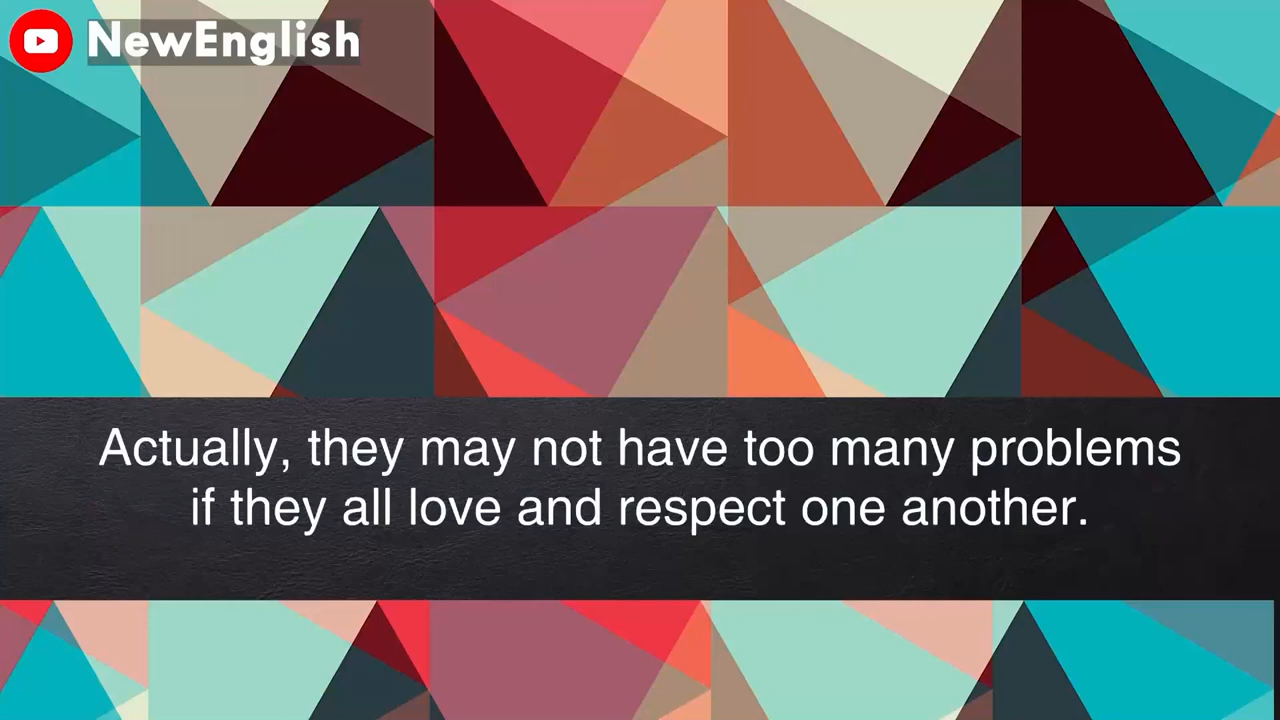 NewEnglish
Actually, they may not have too many problems
if they all love and respect one another.